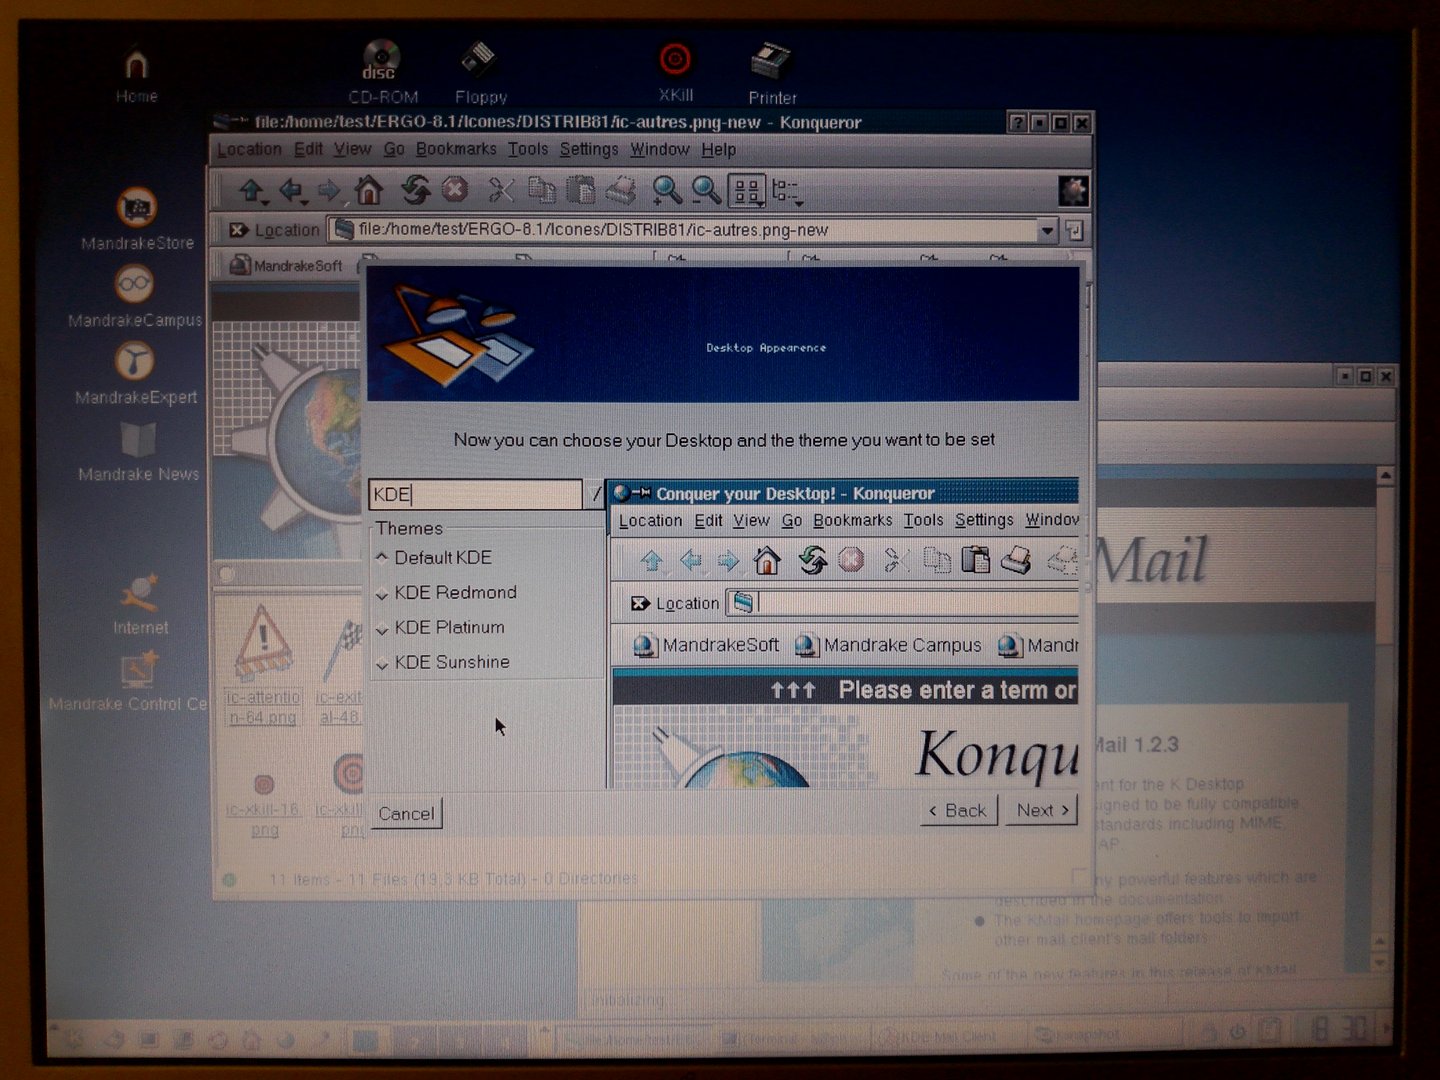 Home
disc
CD-ROM
Floppy
XKill
Printer
file:/home/test/ERGO-8.1/Icones/DISTRIB81/ic-autres.png-new - Konqueror
Location Edit View Go Bookmarks Tools Settings Window Help
Location file:/home/test/ERGO-8.1/Icones/DISTRIB81/ic-autres.png-new
MandrakeSoft
MandrakeStore
MandrakeCampus
MandrakeExpert
Mandrake News
Internet
Mandrake Control Ce
Desktop Appearence
Now you can choose your Desktop and the theme you want to be set
KDE
Themes
Default KDE
KDE Redmond
KDE Platinum
KDE Sunshine
Conquer your Desktop! - Konqueror
Location Edit View Go Bookmarks Tools Settings Window
Location
MandrakeSoft Mandrake Campus Mandr
Please enter a term or
Konqu
Cancel
< Back
Next >
ic-attentio
n-64.png
ic-exit
al-48.
ic-xkill-16.
png
ic-xkill
png
11 Items - 11 Files (19.3 KB Total) - 0 Directories
Mail
Mail 1.2.3
ent for the K Desktop
signed to be fully compatible
standards including MIME
AP.
ny powerful features which are
described in the documentation
The KMail homepage offers tools to import
other mail client's mail folders
Some of the new features in this release of KMail
initializing
KDE Mail Client
Ksnapshot